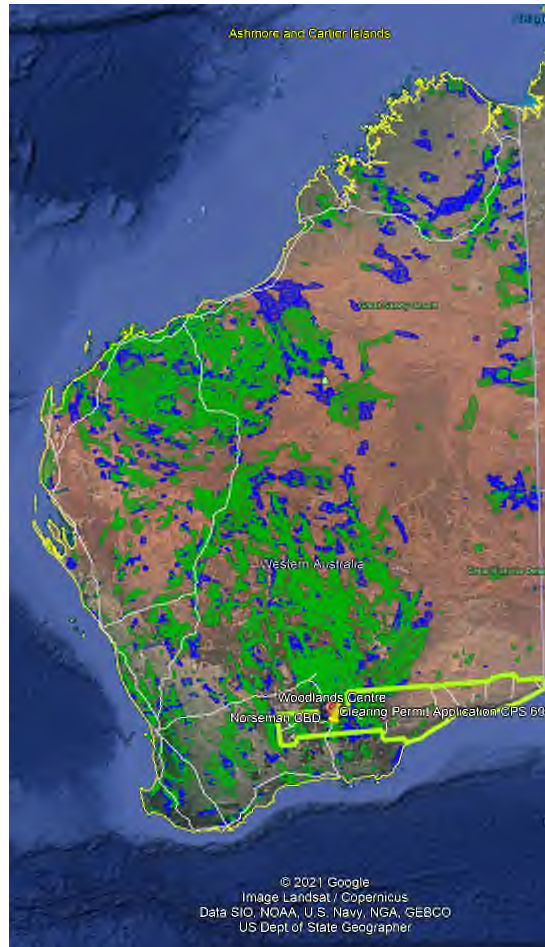 Ashmore and Cartier Islands
Great Sandy Desert
Western Australia
Woodlands Centre
Norseman CBD
Clearing Permit Application CPS 69
© 2021 Google
Image Landsat / Copernicus
Data SIO, NOAA, U.S. Navy, NGA, GEBCO
US Dept of State Geographer